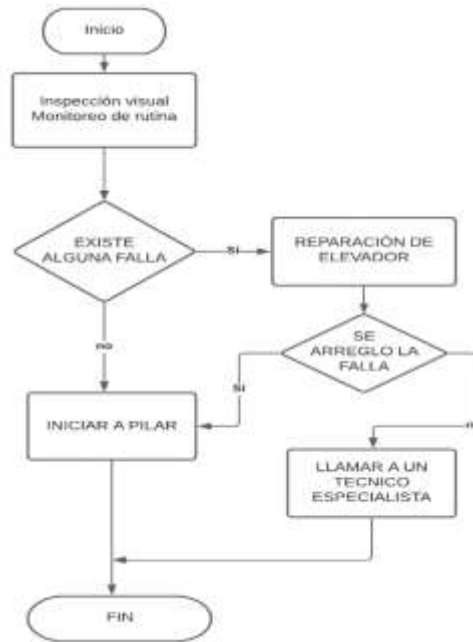 Inicio
Inspección visual
Monitoreo de rutina
EXISTE
ALGUNA FALLA
Si
REPARACIÓN DE
ELEVADOR
no
SE
ARREGLO LA
FALLA
Si
INICIAR A PILAR
LLAMAR A UN
TECNICO
ESPECIALISTA
FIN